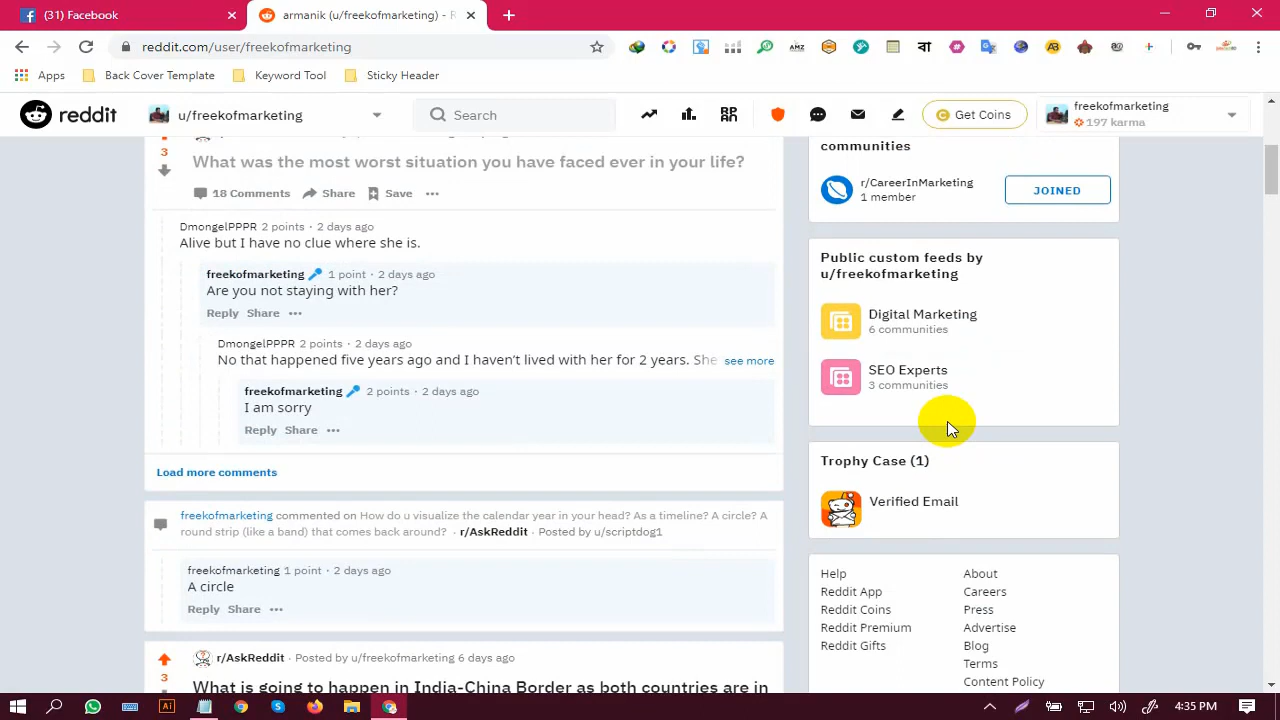 (31) Facebook
armanik (u/freekofmarketing) - R
reddit.com/user/freekofmarketing
Apps
Back Cover Template
Keyword Tool
Sticky Header
reddit
u/freekofmarketing
Search
Get Coins
freekofmarketing
197 karma
3
What was the most worst situation you have faced ever in your life?
18 Comments Share Save
DmongelPPPR 2 points · 2 days ago
Alive but I have no clue where she is.
freekofmarketing 1 point · 2 days ago
Are you not staying with her?
Reply Share
DmongelPPPR 2 points · 2 days ago
No that happened five years ago and I haven't lived with her for 2 years. She see more
freekofmarketing 2 points · 2 days ago
I am sorry
Reply Share
Load more comments
freekofmarketing commented on How do u visualize the calendar year in your head? As a timeline? A circle? A
round strip (like a band) that comes back around? · r/AskReddit · Posted by u/scriptdog1
freekofmarketing 1 point · 2 days ago
A circle
Reply Share
r/AskReddit · Posted by u/freekofmarketing 6 days ago
3
What is going to happen in India-China Border as both countries are in
communities
r/CareerInMarketing
1 member
JOINED
Public custom feeds by
u/freekofmarketing
Digital Marketing
6 communities
SEO Experts
3 communities
Trophy Case (1)
Verified Email
Help
About
Reddit App
Careers
Reddit Coins
Press
Reddit Premium
Advertise
Reddit Gifts
Blog
Terms
Content Policy
4:35 PM